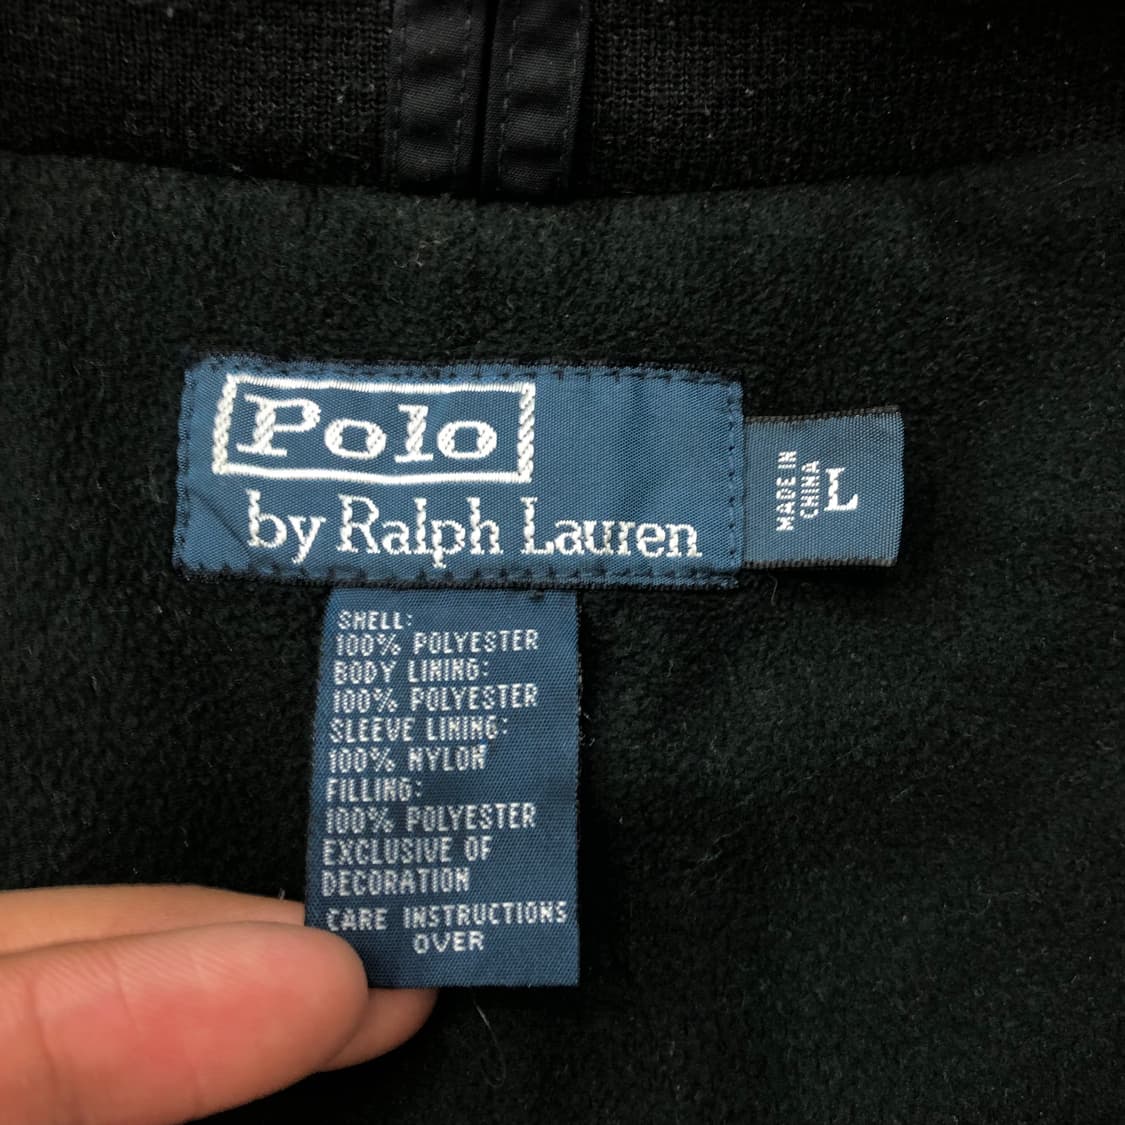 Polo
by Ralph Lauren
MADE IN
CHINA
L
SHELL:
100% POLYESTER
BODY LINING:
100% POLYESTER
SLEEVE LINING:
100% NYLON
FILLING:
100% POLYESTER
EXCLUSIVE OF
DECORATION
CARE INSTRUCTIONS
OVER